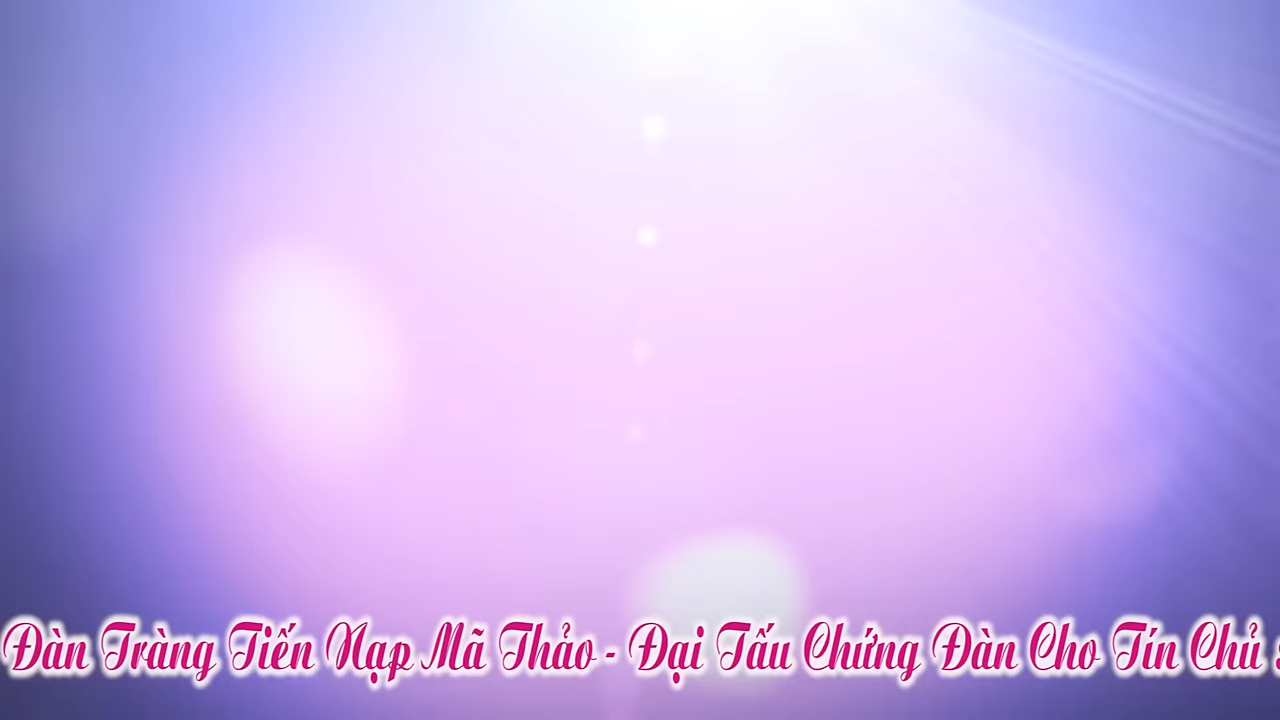 Đàn Tràng Tiến Nạp Mã Thảo - Đại Tấu Chứng Đàn Cho Tín Chủ :